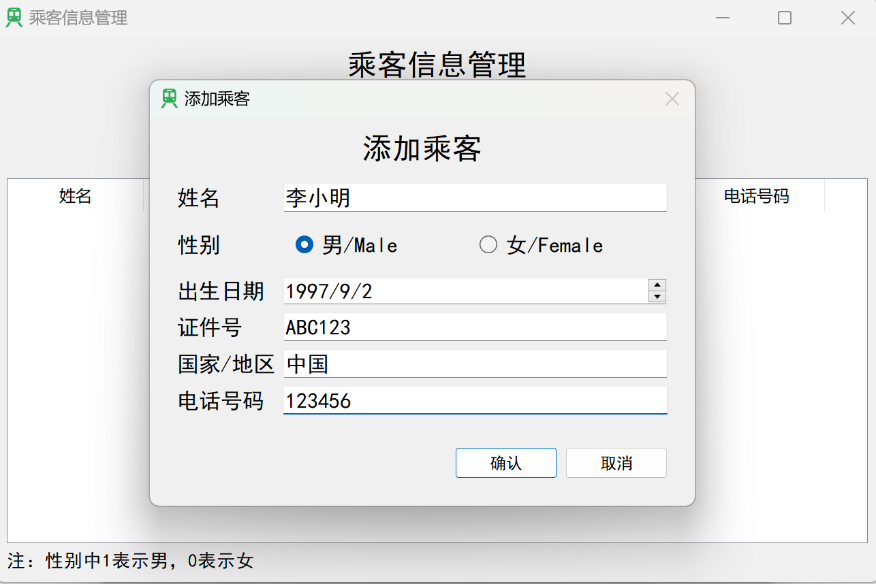 乘客信息管理
乘客信息管理
添加乘客
添加乘客
姓名 电话号码
姓名 李小明
性别 男/Male 女/Female
出生日期 1997/9/2
证件号 ABC123
国家/地区 中国
电话号码 123456
确认 取消
注：性别中1表示男，0表示女